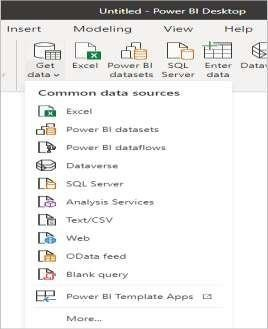 Untitled - Power BI Desktop
Insert Modeling View Help
Get data Excel Power BI datasets SQL Server Enter data
Common data sources
Excel
Power BI datasets
Power BI dataflows
Dataverse
SQL Server
Analysis Services
Text/CSV
Web
OData feed
Blank query
Power BI Template Apps
More...